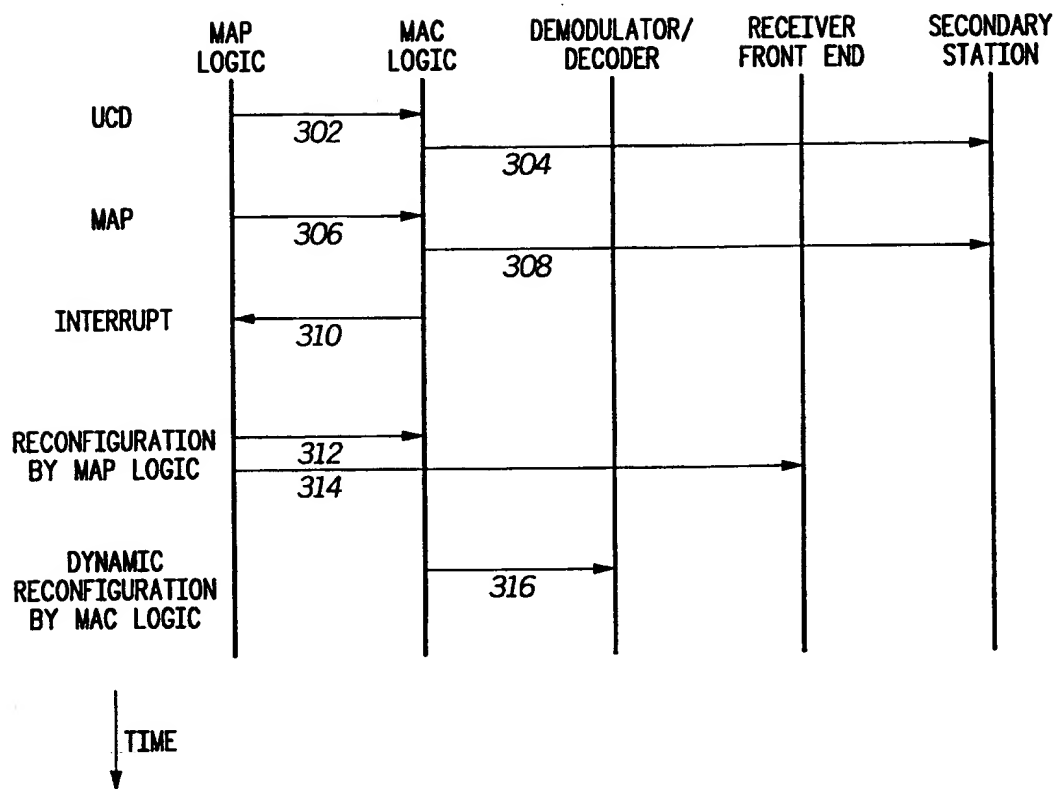 MAP
LOGIC
MAC
LOGIC
DEMODULATOR/
DECODER
RECEIVER
FRONT END
SECONDARY
STATION
UCD
302
304
MAP
306
308
INTERRUPT
310
RECONFIGURATION
BY MAP LOGIC
312
314
DYNAMIC
RECONFIGURATION
BY MAC LOGIC
316
TIME